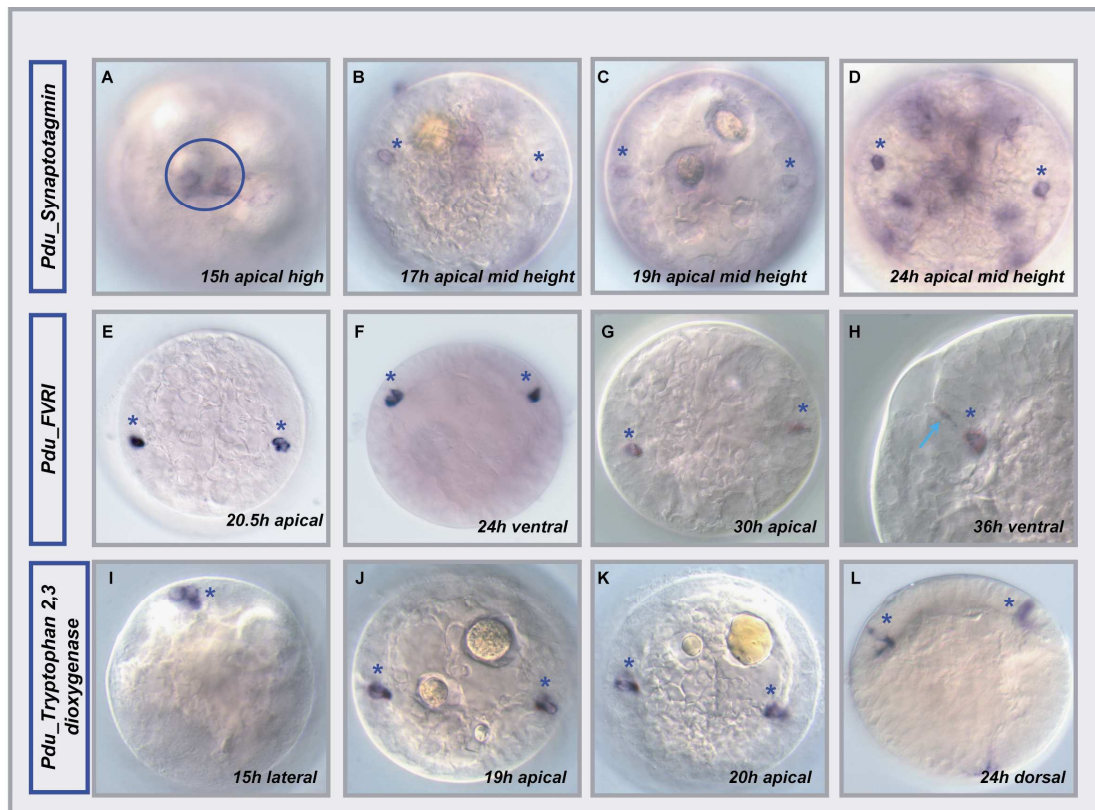 Pdu_Synaptotagmin
A
15h apical high
B
*
*
17h apical mid height
C
*
*
19h apical mid height
D
*
*
24h apical mid height
Pdu_FVRI
E
*
*
20.5h apical
F
*
*
24h ventral
G
*
*
30h apical
H
*
36h ventral
Pdu_Tryptophan 2,3
dioxygenase
I
*
15h lateral
J
*
*
19h apical
K
*
*
20h apical
L
*
*
24h dorsal